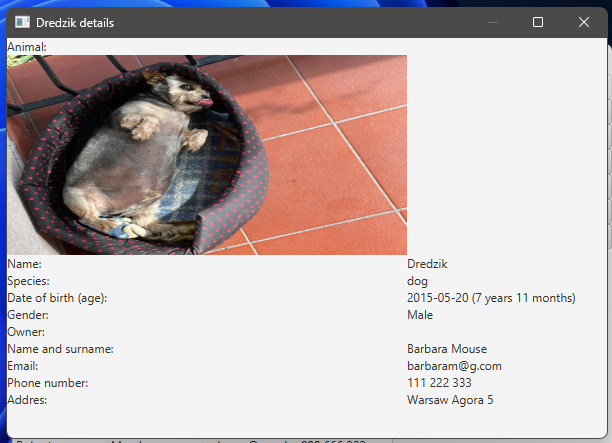 Dredzik details
Animal:
Name: Dredzik
Species: dog
Date of birth (age): 2015-05-20 (7 years 11 months)
Gender: Male
Owner:
Name and surname: Barbara Mouse
Email: barbaram@g.com
Phone number: 111 222 333
Addres: Warsaw Agora 5